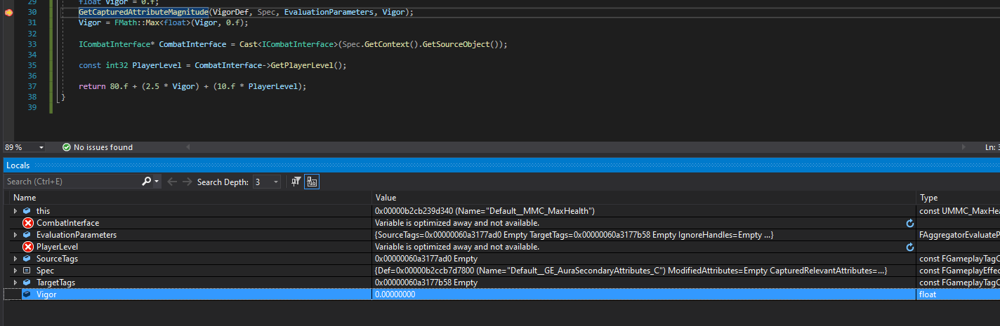 29 float Vigor = 0.f;
30 GetCapturedAttributeMagnitude(VigorDef, Spec, EvaluationParameters, Vigor);
31 Vigor = FMath::Max<float>(Vigor, 0.f);
32
33 ICombatInterface* CombatInterface = Cast<ICombatInterface>(Spec.GetContext().GetSourceObject());
34
35 const int32 PlayerLevel = CombatInterface->GetPlayerLevel();
36
37 return 80.f + (2.5 * Vigor) + (10.f * PlayerLevel);
38 }
39
89 % No issues found Ln: 3
Locals
Search (Ctrl+E) Search Depth: 3
Name Value Type
this 0x00000b2cb239d340 (Name="Default__MMC_MaxHealth") const UMMC_MaxHea
CombatInterface Variable is optimized away and not available.
EvaluationParameters {SourceTags=0x00000060a3177ad0 Empty TargetTags=0x00000060a3177b58 Empty IgnoreHandles=Empty ...} FAggregatorEvaluateP
PlayerLevel Variable is optimized away and not available.
SourceTags 0x00000060a3177ad0 Empty const FGameplayTagC
Spec {Def=0x00000b2ccb7d7800 (Name="Default__GE_AuraSecondaryAttributes_C") ModifiedAttributes=Empty CapturedRelevantAttributes=...} const FGameplayEffec
TargetTags 0x00000060a3177b58 Empty const FGameplayTagC
Vigor 0.00000000 float